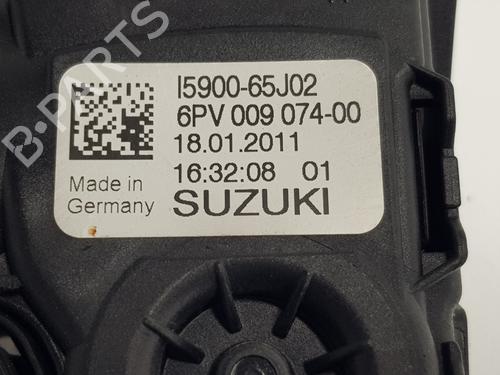 I5900-65J02
6PV 009 074-00
18.01.2011
16:32:08 01
Made in
Germany
SUZUKI
B-Parts